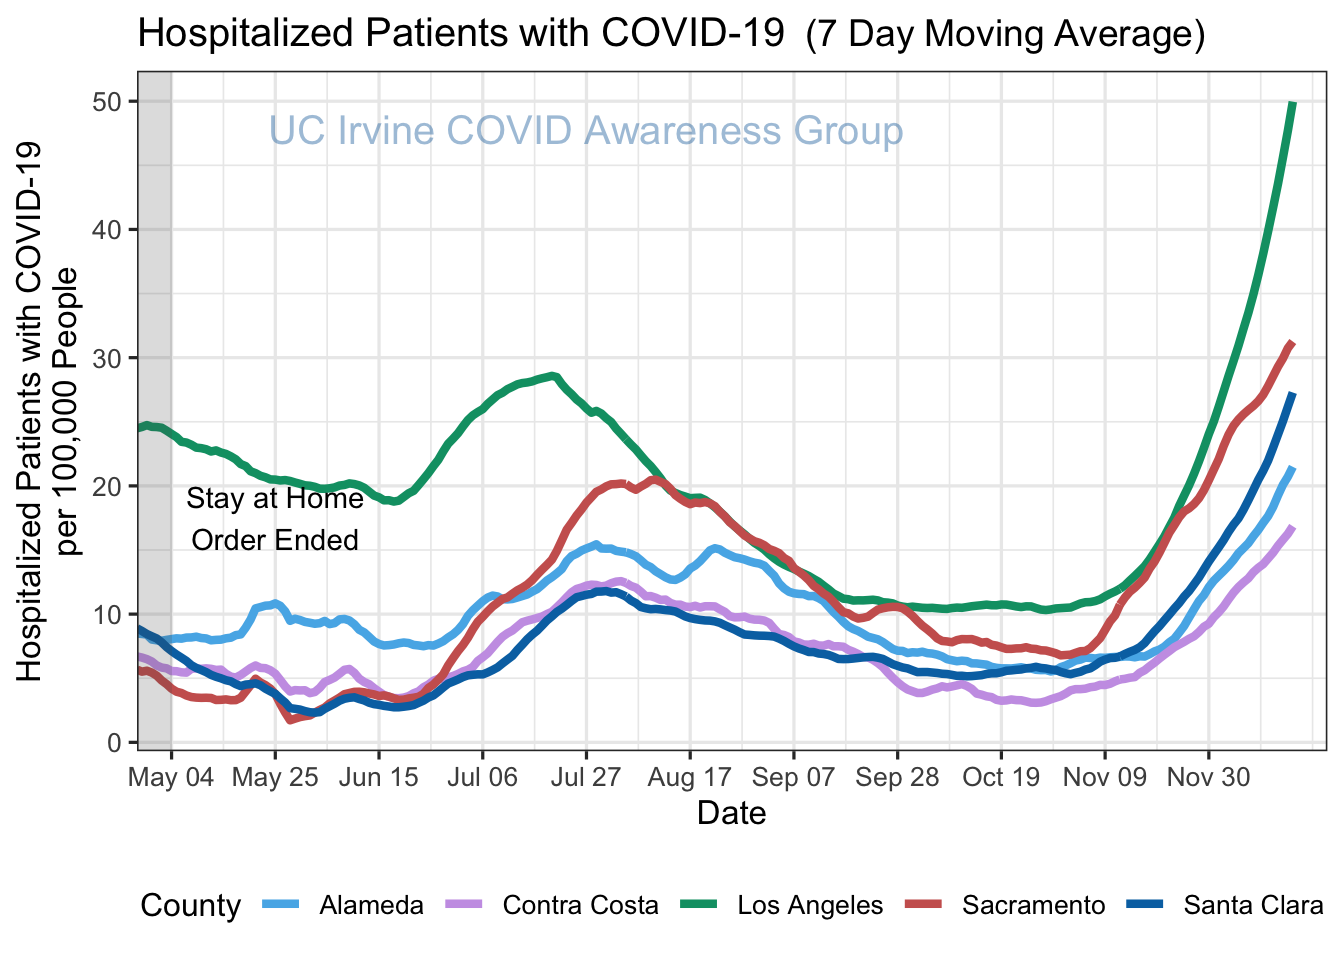 Hospitalized Patients with COVID-19 (7 Day Moving Average)
UC Irvine COVID Awareness Group
Hospitalized Patients with COVID-19
per 100,000 People
50
40
30
20
10
0
Stay at Home
Order Ended
May 04 May 25 Jun 15 Jul 06 Jul 27 Aug 17 Sep 07 Sep 28 Oct 19 Nov 09 Nov 30
Date
County Alameda Contra Costa Los Angeles Sacramento Santa Clara